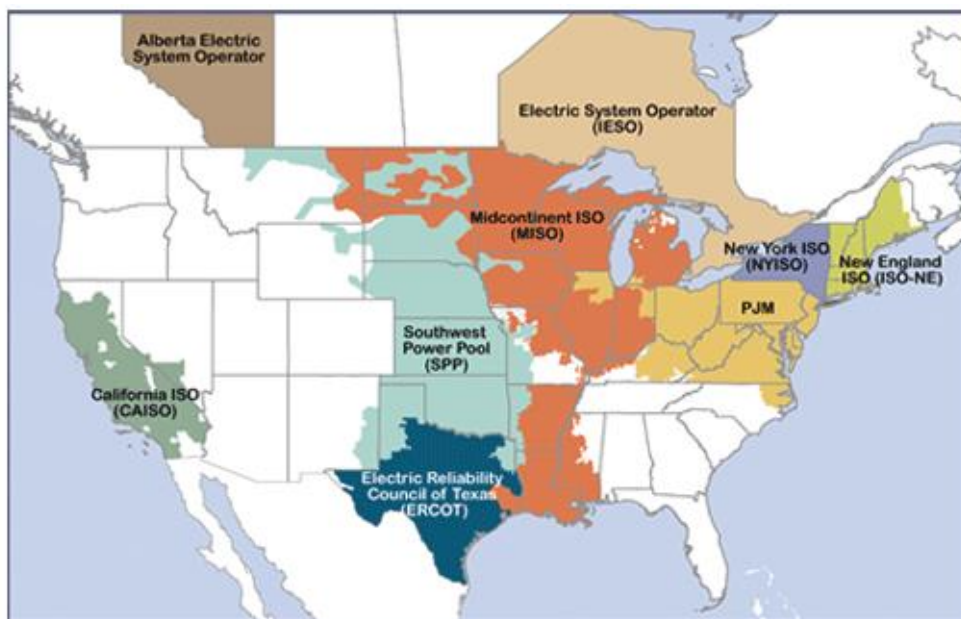 Alberta Electric
System Operator
Electric System Operator
(IESO)
Midcontinent ISO
(MISO)
New York ISO
(NYISO)
New England
ISO (ISO-NE)
PJM
Southwest
Power Pool
(SPP)
California ISO
(CAISO)
Electric Reliability
Council of Texas
(ERCOT)